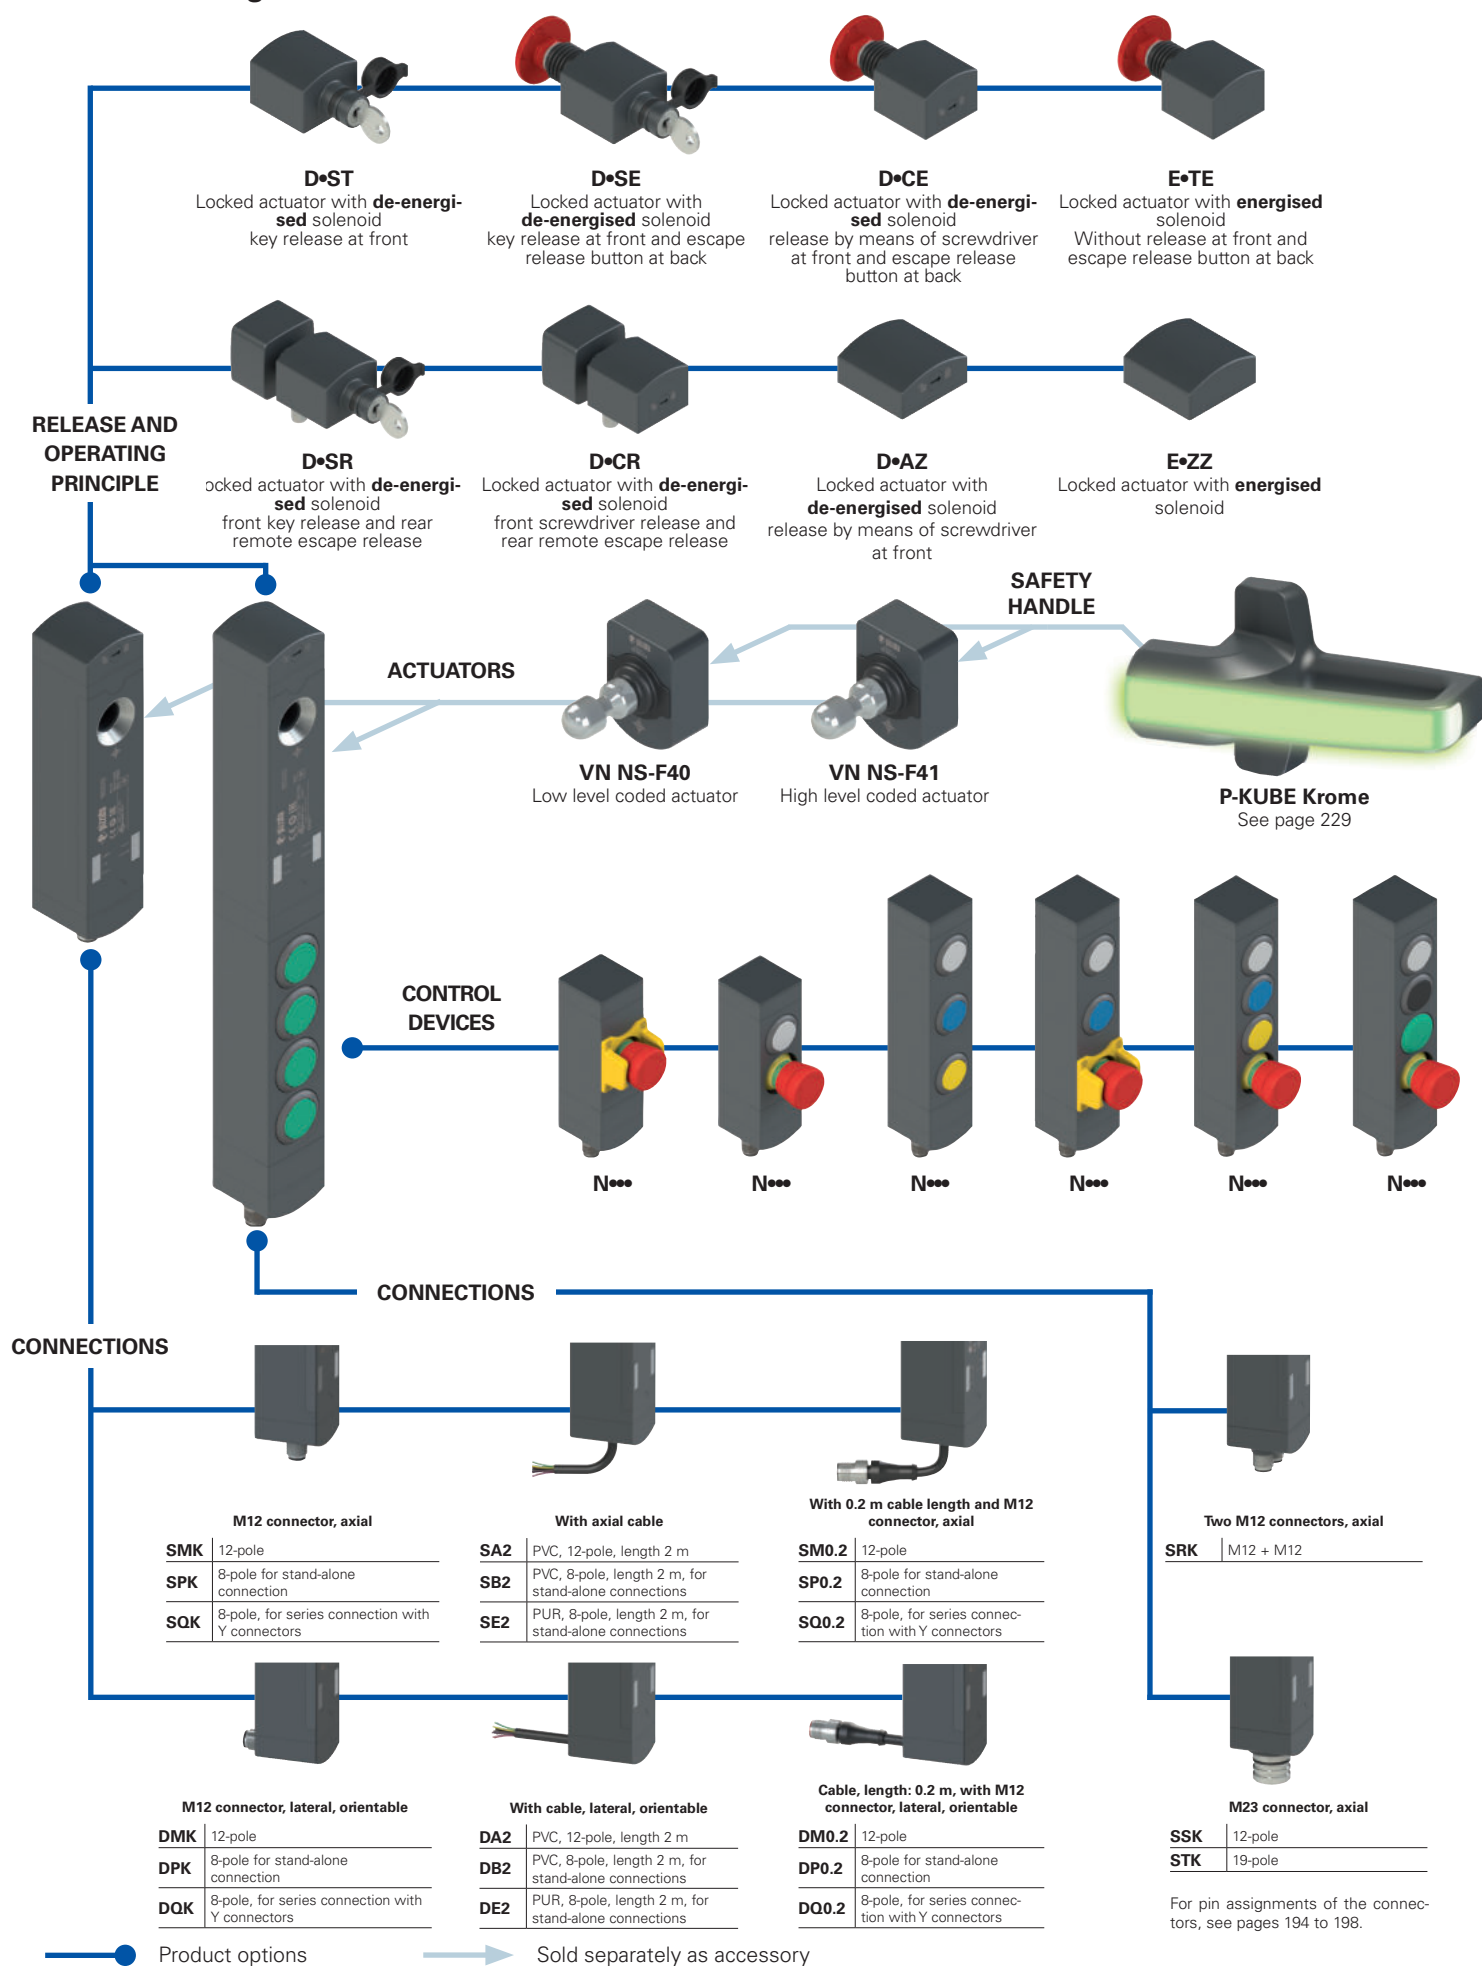 D•ST
Locked actuator with de-energi-
sed solenoid
key release at front
D•SE
Locked actuator with
de-energised solenoid
key release at front and escape
release button at back
D•CE
Locked actuator with de-energi-
sed solenoid
release by means of screwdriver
at front and escape release
button at back
E•TE
Locked actuator with energised
solenoid
Without release at front and
escape release button at back
RELEASE AND
OPERATING
PRINCIPLE
D•SR
ocked actuator with de-energi-
sed solenoid
front key release and rear
remote escape release
D•CR
Locked actuator with de-energi-
sed solenoid
front screwdriver release and
rear remote escape release
D•AZ
Locked actuator with
de-energised solenoid
release by means of screwdriver
at front
E•ZZ
Locked actuator with energised
solenoid
SAFETY
HANDLE
ACTUATORS
VN NS-F40
Low level coded actuator
VN NS-F41
High level coded actuator
P-KUBE Krome
See page 229
CONTROL
DEVICES
N•••
N•••
N•••
N•••
N•••
N•••
CONNECTIONS
CONNECTIONS
M12 connector, axial
SMK 12-pole
SPK 8-pole for stand-alone
connection
SQK 8-pole, for series connection with
Y connectors
With axial cable
SA2 PVC, 12-pole, length 2 m
SB2 PVC, 8-pole, length 2 m, for
stand-alone connections
SE2 PUR, 8-pole, length 2 m, for
stand-alone connections
With 0.2 m cable length and M12
connector, axial
SM0.2 12-pole
SP0.2 8-pole for stand-alone
connection
SQ0.2 8-pole, for series connec-
tion with Y connectors
Two M12 connectors, axial
SRK M12 + M12
M12 connector, lateral, orientable
DMK 12-pole
DPK 8-pole for stand-alone
connection
DQK 8-pole, for series connection with
Y connectors
With cable, lateral, orientable
DA2 PVC, 12-pole, length 2 m
DB2 PVC, 8-pole, length 2 m, for
stand-alone connections
DE2 PUR, 8-pole, length 2 m, for
stand-alone connections
Cable, length: 0.2 m, with M12
connector, lateral, orientable
DM0.2 12-pole
DP0.2 8-pole for stand-alone
connection
DQ0.2 8-pole, for series connec-
tion with Y connectors
M23 connector, axial
SSK 12-pole
STK 19-pole
For pin assignments of the connec-
tors, see pages 194 to 198.
Product options
Sold separately as accessory